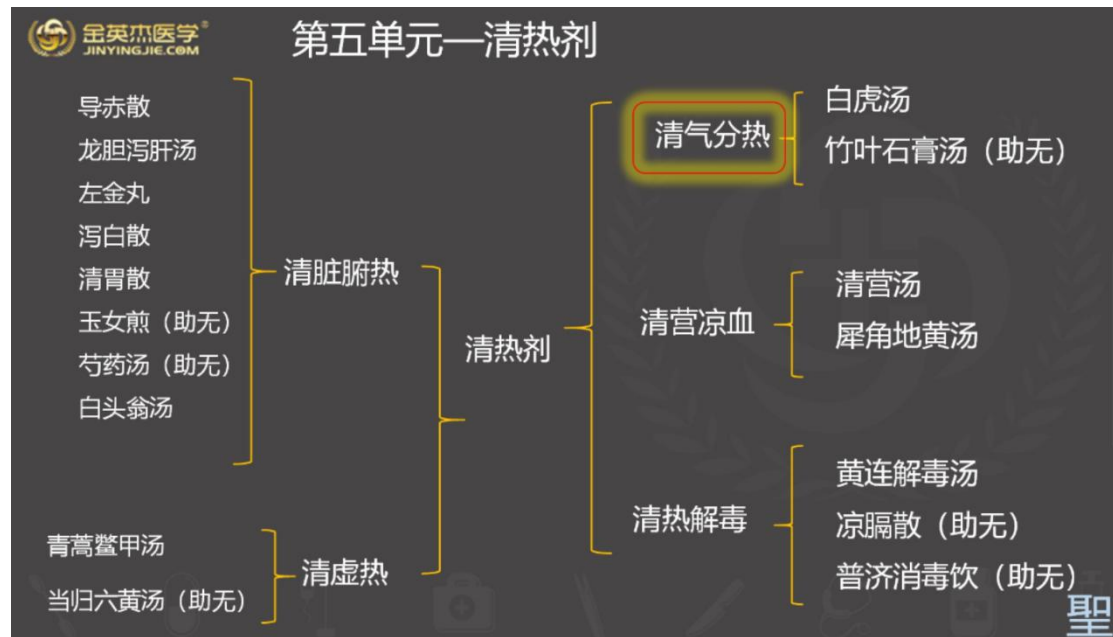 金英杰医学®
JINYINGJIE.COM
第五单元—清热剂
导赤散
龙胆泻肝汤
左金丸
泻白散
清胃散
玉女煎（助无）
芍药汤（助无）
白头翁汤
清脏腑热
青蒿鳖甲汤
当归六黄汤（助无）
清虚热
清热剂
清气分热
白虎汤
竹叶石膏汤（助无）
清营凉血
清营汤
犀角地黄汤
清热解毒
黄连解毒汤
凉膈散（助无）
普济消毒饮（助无）
聖